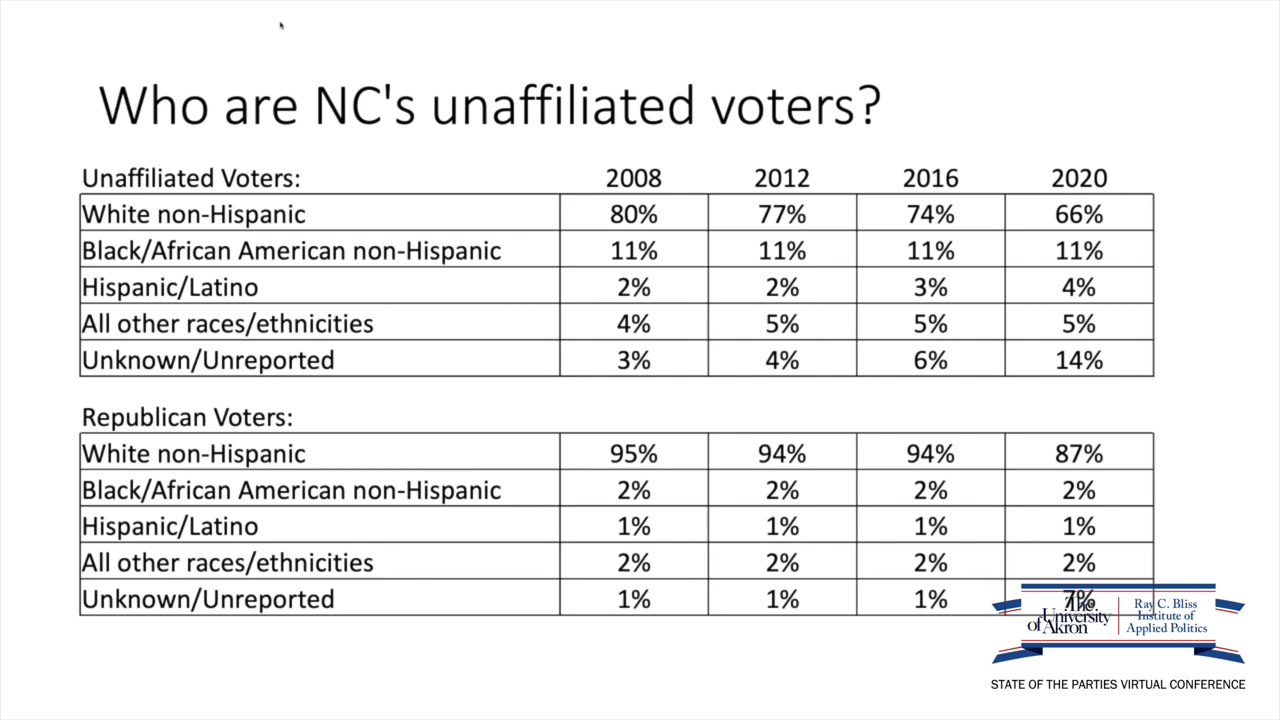 Who are NC's unaffiliated voters?
Unaffiliated Voters: 2008 2012 2016 2020
White non-Hispanic 80% 77% 74% 66%
Black/African American non-Hispanic 11% 11% 11% 11%
Hispanic/Latino 2% 2% 3% 4%
All other races/ethnicities 4% 5% 5% 5%
Unknown/Unreported 3% 4% 6% 14%
Republican Voters:
White non-Hispanic 95% 94% 94% 87%
Black/African American non-Hispanic 2% 2% 2% 2%
Hispanic/Latino 1% 1% 1% 1%
All other races/ethnicities 2% 2% 2% 2%
Unknown/Unreported 1% 1% 1% 7%
The
University
of Akron
Ray C. Bliss
Institute of
Applied Politics
STATE OF THE PARTIES VIRTUAL CONFERENCE